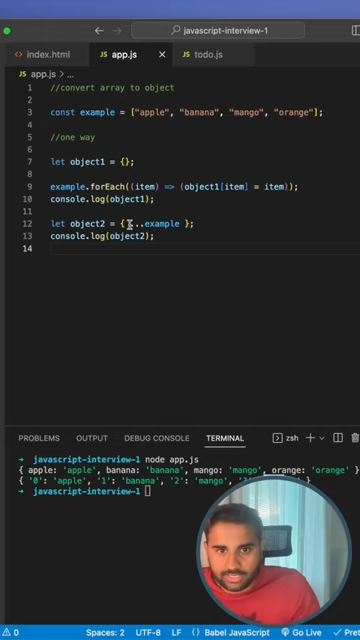 javascript-interview-1
index.html
app.js
todo.js
app.js > ...
1 //convert array to object
2
3 const example = ["apple", "banana", "mango", "orange"];
4
5 //one way
6
7 let object1 = {};
8
9 example.forEach((item) => (object1[item] = item));
10 console.log(object1);
11
12 let object2 = { ...example };
13 console.log(object2);
14
PROBLEMS OUTPUT DEBUG CONSOLE TERMINAL zsh
➜ javascript-interview-1 node app.js
{ apple: 'apple', banana: 'banana', mango: 'mango', orange: 'orange' }
{ '0': 'apple', '1': 'banana', '2': 'mango',
➜ javascript-interview-1
0 Spaces: 2 UTF-8 LF {} Babel JavaScript Go Live